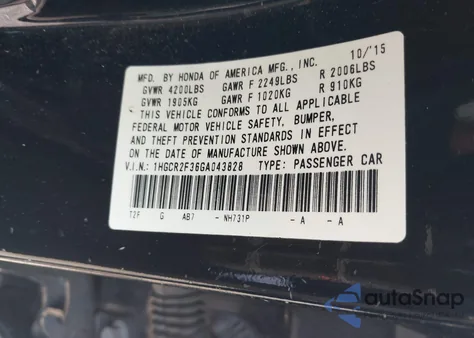 MFD. BY HONDA OF AMERICA MFG., INC. 10/'15
GVWR 4200LBS GAWR F 2249LBS R 2006LBS
GVWR 1905KG GAWR F 1020KG R 910KG
THIS VEHICLE CONFORMS TO ALL APPLICABLE
FEDERAL MOTOR VEHICLE SAFETY, BUMPER,
AND THEFT PREVENTION STANDARDS IN EFFECT
ON THE DATE OF MANUFACTURE SHOWN ABOVE.
V.I.N: 1HGCR2F36GA043828 TYPE: PASSENGER CAR
T2F G AB7 - NH731P - A - A
autoSnap